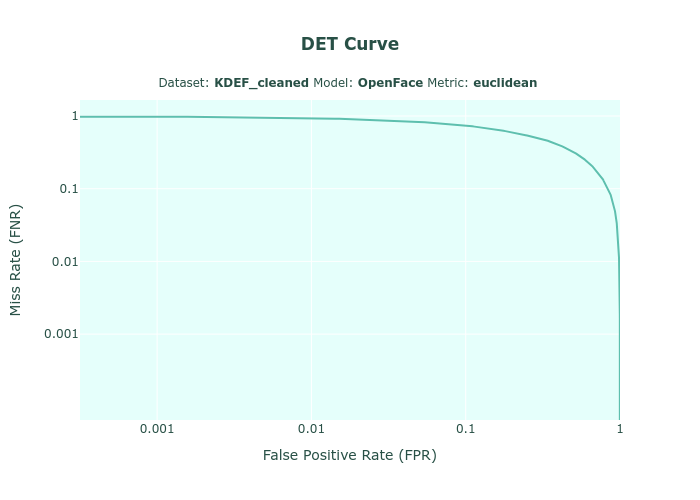 DET Curve
Dataset: KDEF_cleaned Model: OpenFace Metric: euclidean
1
0.1
0.01
0.001
Miss Rate (FNR)
0.001
0.01
0.1
1
False Positive Rate (FPR)